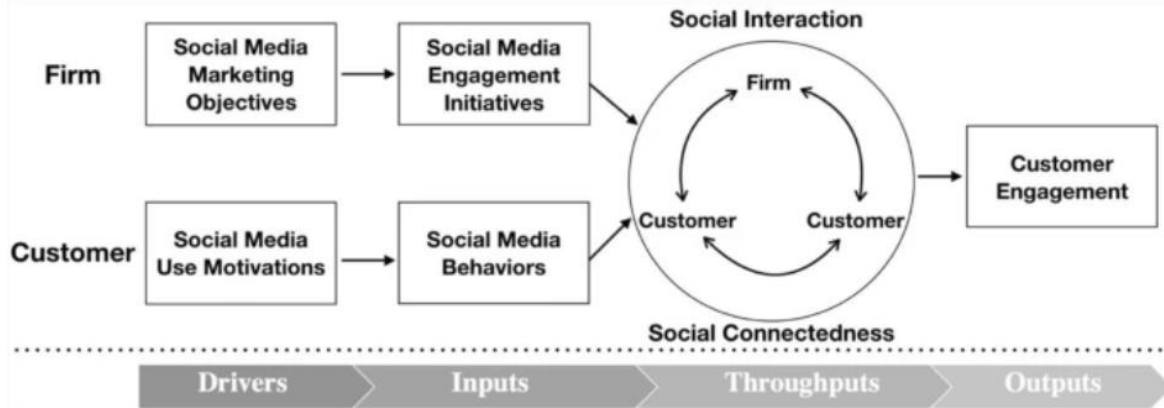 Firm
Social Media
Marketing
Objectives
Social Media
Engagement
Initiatives
Social Interaction
Firm
Customer
Customer
Social Connectedness
Customer
Engagement
Customer
Social Media
Use Motivations
Social Media
Behaviors
Drivers
Inputs
Throughputs
Outputs